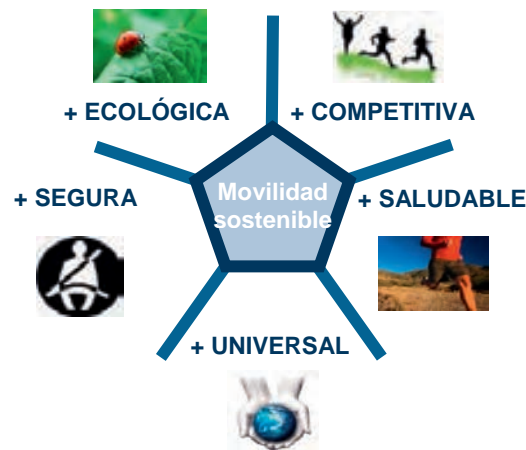 + ECOLÓGICA
+ COMPETITIVA
+ SEGURA
Movilidad
sostenible
+ SALUDABLE
+ UNIVERSAL